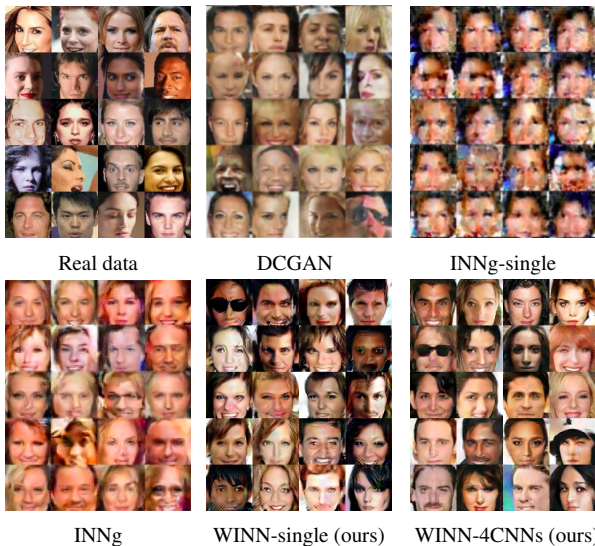 Real data
DCGAN
INNg-single
INNg
WINN-single (ours)
WINN-4CNNs (ours)